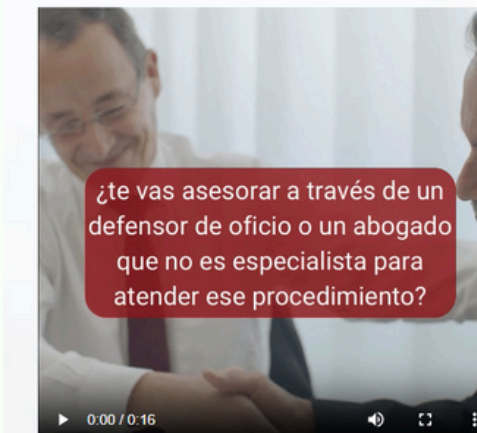 ¿te vas asesorar a través de un
defensor de oficio o un abogado
que no es especialista para
atender ese procedimiento?
0:00 / 0:16